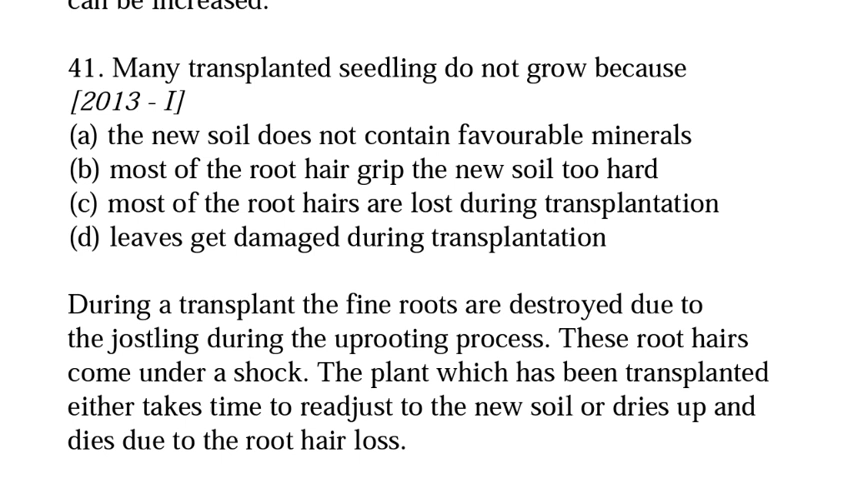 can be increased.
41. Many transplanted seedling do not grow because
[2013 - I]
(a) the new soil does not contain favourable minerals
(b) most of the root hair grip the new soil too hard
(c) most of the root hairs are lost during transplantation
(d) leaves get damaged during transplantation
During a transplant the fine roots are destroyed due to
the jostling during the uprooting process. These root hairs
come under a shock. The plant which has been transplanted
either takes time to readjust to the new soil or dries up and
dies due to the root hair loss.